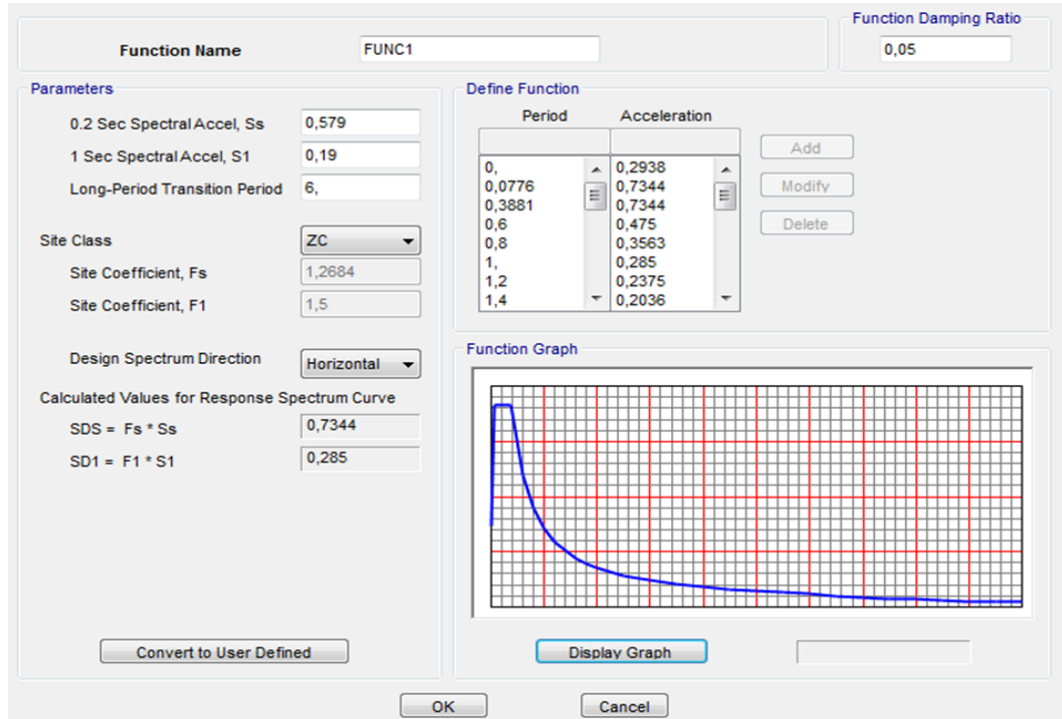 Function Damping Ratio
Function Name FUNC1 0,05
Parameters
0.2 Sec Spectral Accel, Ss 0,579
1 Sec Spectral Accel, S1 0,19
Long-Period Transition Period 6,
Site Class ZC
Site Coefficient, Fs 1,2684
Site Coefficient, F1 1,5
Design Spectrum Direction Horizontal
Calculated Values for Response Spectrum Curve
SDS = Fs * Ss 0,7344
SD1 = F1 * S1 0,285
Convert to User Defined
Define Function
Period Acceleration
0, 0,2938
0,0776 0,7344
0,3881 0,7344
0,6 0,475
0,8 0,3563
1, 0,285
1,2 0,2375
1,4 0,2036
Add
Modify
Delete
Function Graph
Display Graph
OK Cancel